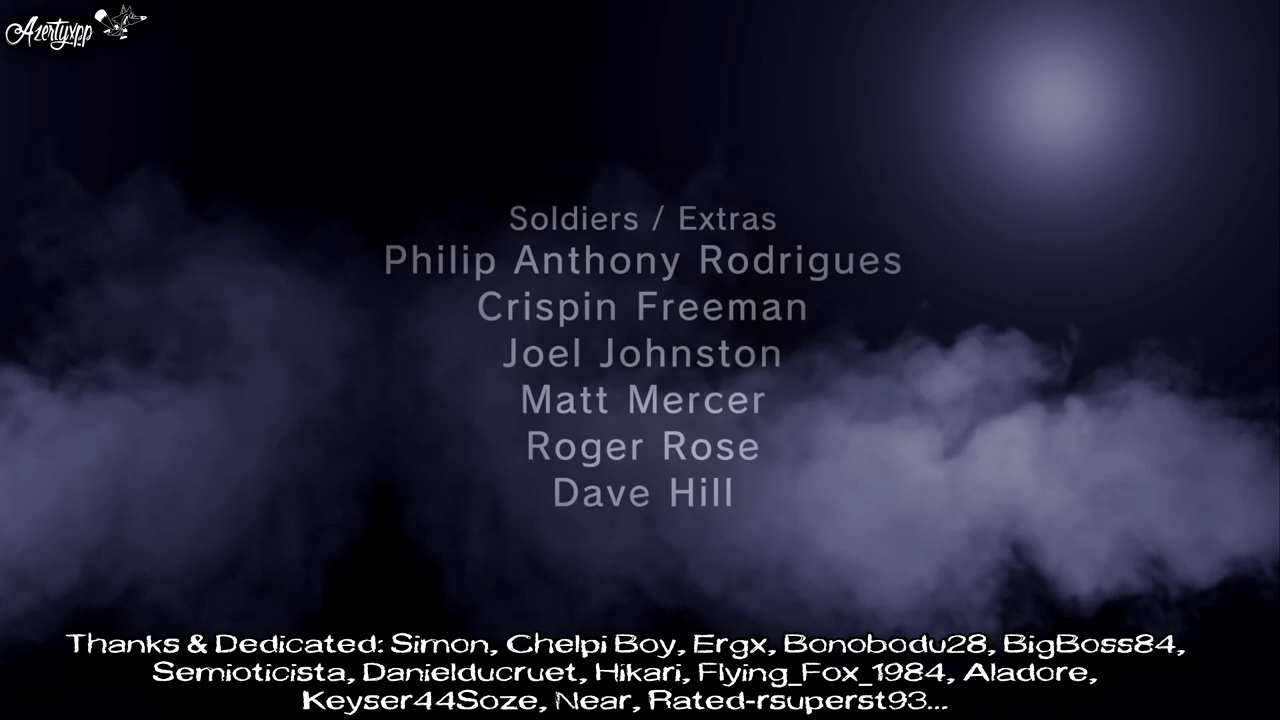 Azertyxpp
Soldiers / Extras
Philip Anthony Rodrigues
Crispin Freeman
Joel Johnston
Matt Mercer
Roger Rose
Dave Hill
Thanks & Dedicated: Simon, Chelpi Boy, Ergx, Bonobodu28, BigBoss84,
Semioticista, Danielducruet, Hikari, Flying_Fox_1984, Aladore,
Keyser44Soze, Near, Rated-rsuperst93...